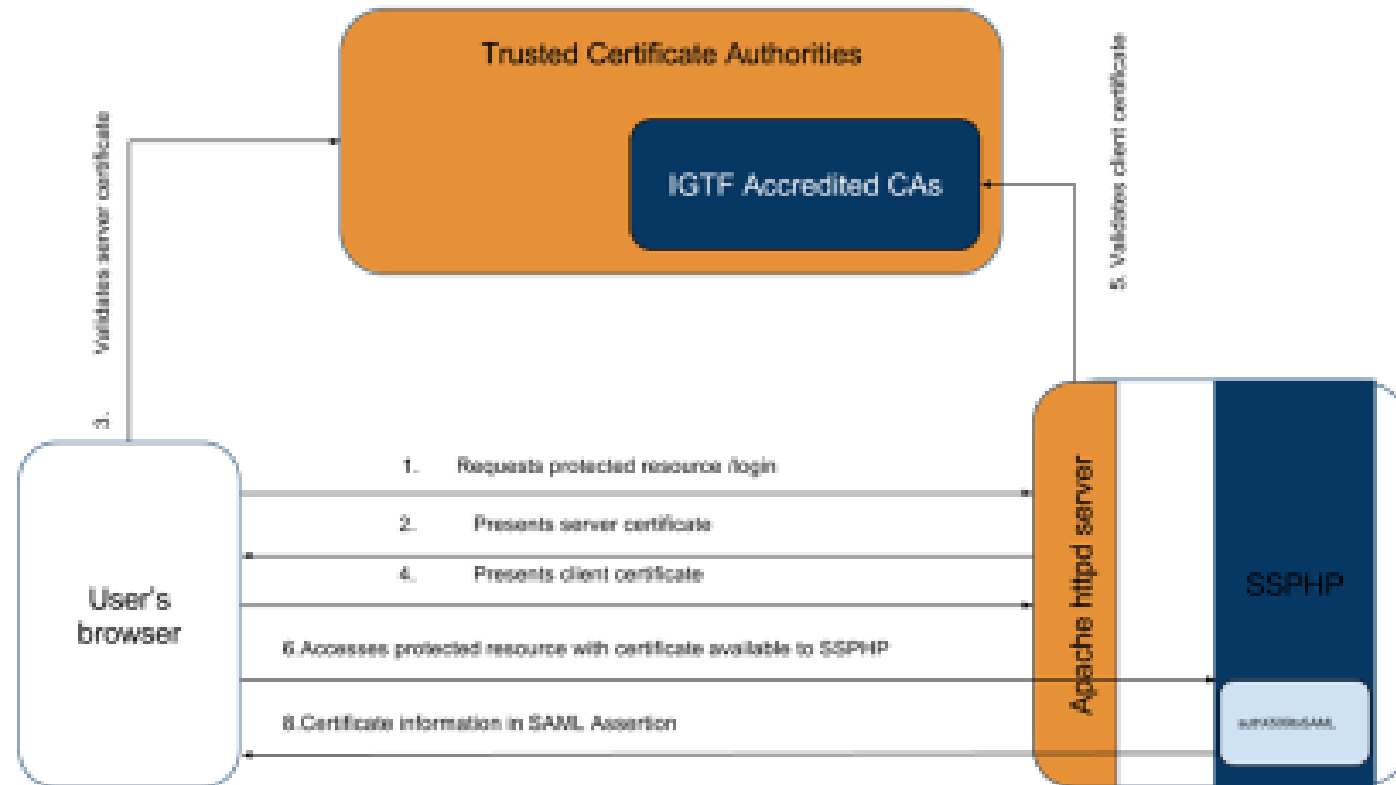 Trusted Certificate Authorities
IGTF Accredited CAs
3. Validates server certificate
5. Validates client certificate
1. Requests protected resource /login
2. Presents server certificate
4. Presents client certificate
6.Accesses protected resource with certificate available to SSPHP
8.Certificate information in SAML Assertion
User's
browser
Apache httpd server
SSPHP